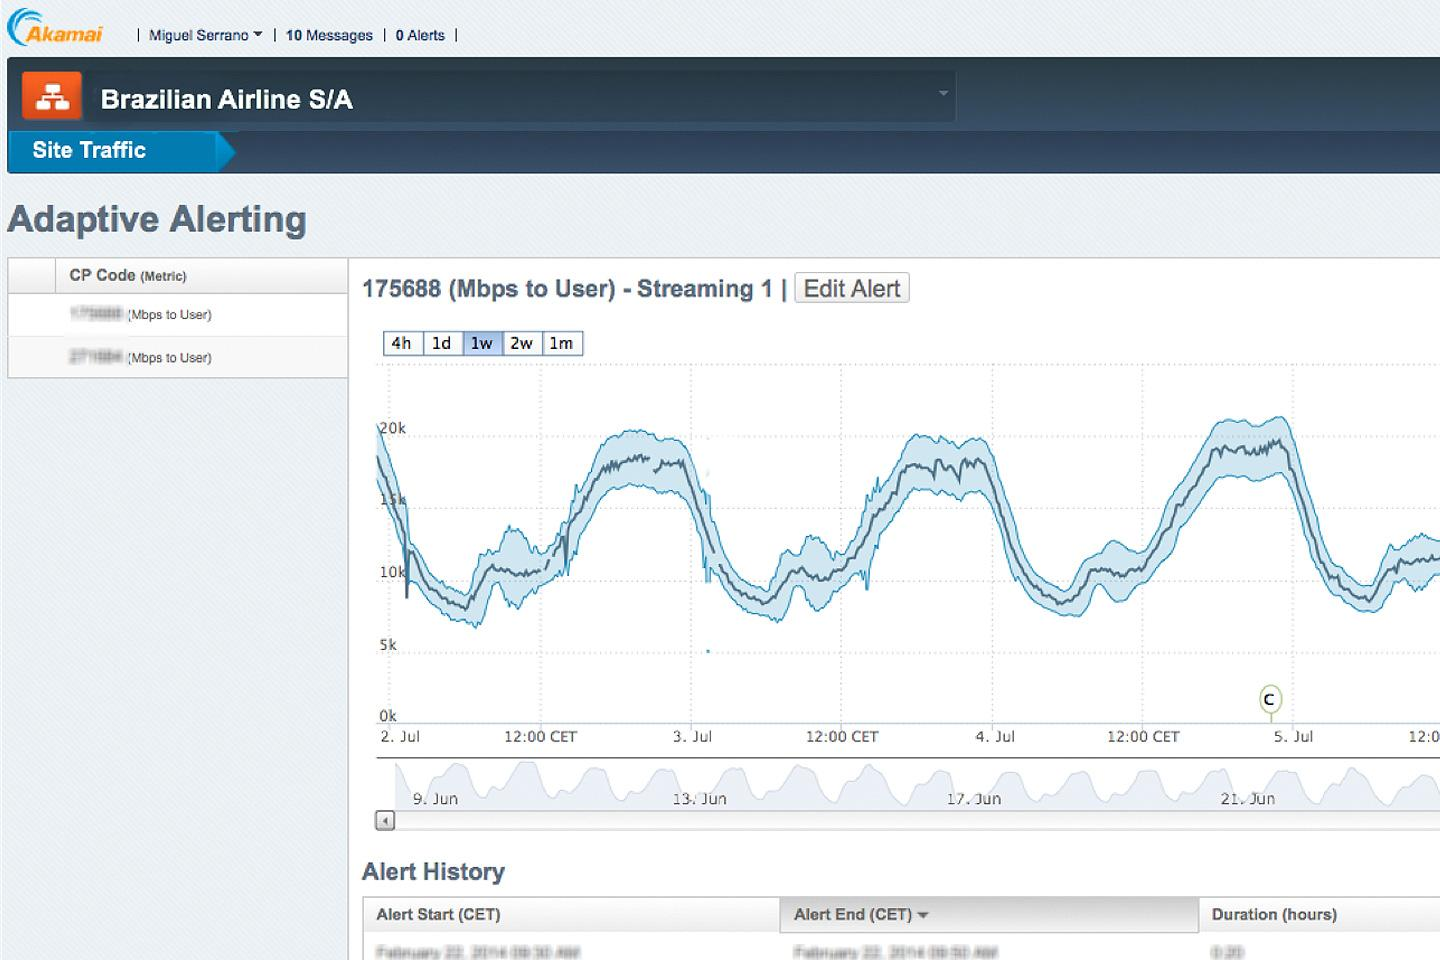 Akamai | Miguel Serrano | 10 Messages | 0 Alerts |
Brazilian Airline S/A
Site Traffic
Adaptive Alerting
CP Code (Metric)
(Mbps to User)
(Mbps to User)
175688 (Mbps to User) - Streaming 1 | Edit Alert
4h 1d 1w 2w 1m
20k
15k
10k
5k
0k
C
2. Jul 12:00 CET 3. Jul 12:00 CET 4. Jul 12:00 CET 5. Jul 12:0
9. Jun 13. Jun 17. Jun 21. Jun
Alert History
Alert Start (CET) Alert End (CET) Duration (hours)